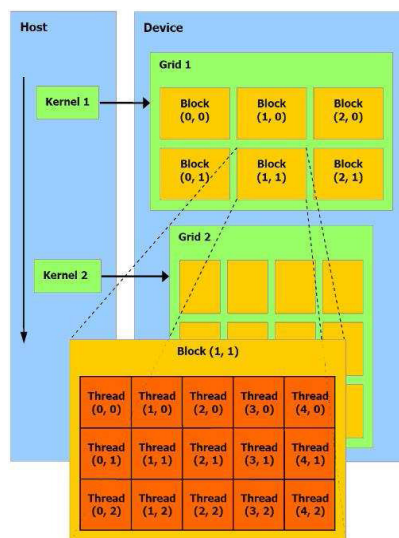 Host
Device
Grid 1
Kernel 1
Block
(0, 0)
Block
(1, 0)
Block
(2, 0)
Block
(0, 1)
Block
(1, 1)
Block
(2, 1)
Grid 2
Kernel 2
Block (1, 1)
Thread
(0, 0)
Thread
(1, 0)
Thread
(2, 0)
Thread
(3, 0)
Thread
(4, 0)
Thread
(0, 1)
Thread
(1, 1)
Thread
(2, 1)
Thread
(3, 1)
Thread
(4, 1)
Thread
(0, 2)
Thread
(1, 2)
Thread
(2, 2)
Thread
(3, 2)
Thread
(4, 2)